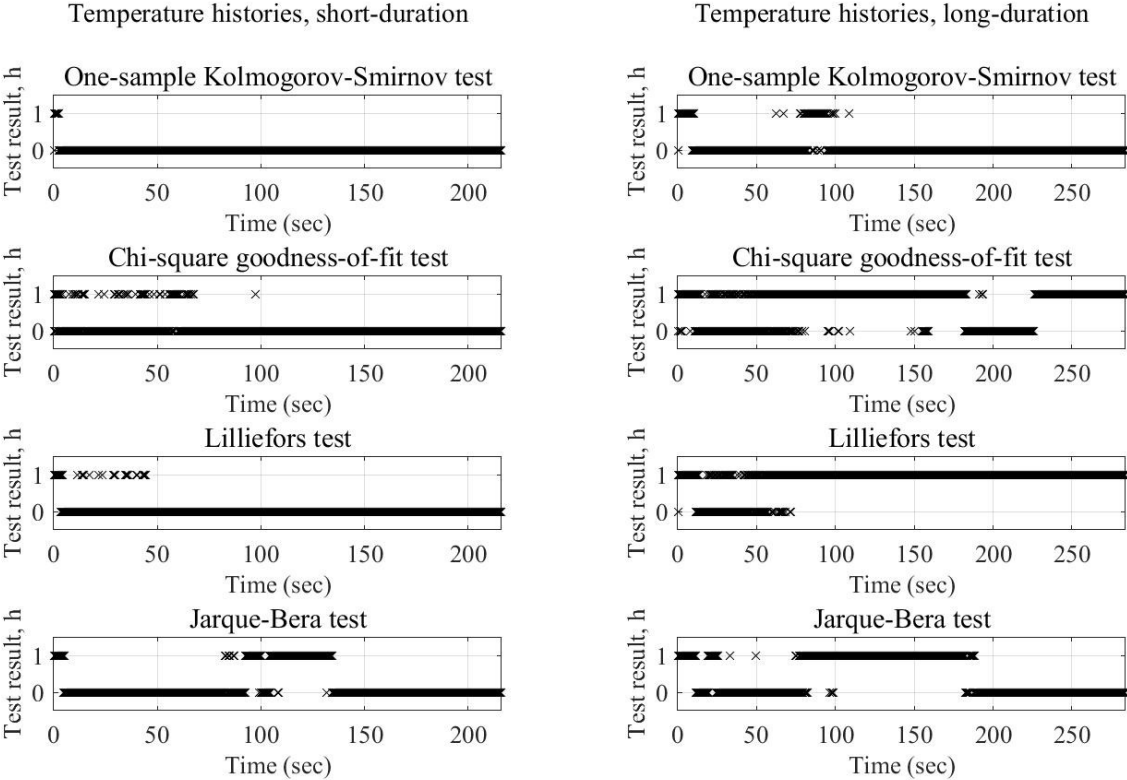 Temperature histories, short-duration
One-sample Kolmogorov-Smirnov test
Test result, h
1
0
0 50 100 150 200
Time (sec)
Chi-square goodness-of-fit test
Test result, h
1
0
0 50 100 150 200
Time (sec)
Lilliefors test
Test result, h
1
0
0 50 100 150 200
Time (sec)
Jarque-Bera test
Test result, h
1
0
0 50 100 150 200
Time (sec)
Temperature histories, long-duration
One-sample Kolmogorov-Smirnov test
Test result, h
1
0
0 50 100 150 200 250
Time (sec)
Chi-square goodness-of-fit test
Test result, h
1
0
0 50 100 150 200 250
Time (sec)
Lilliefors test
Test result, h
1
0
0 50 100 150 200 250
Time (sec)
Jarque-Bera test
Test result, h
1
0
0 50 100 150 200 250
Time (sec)